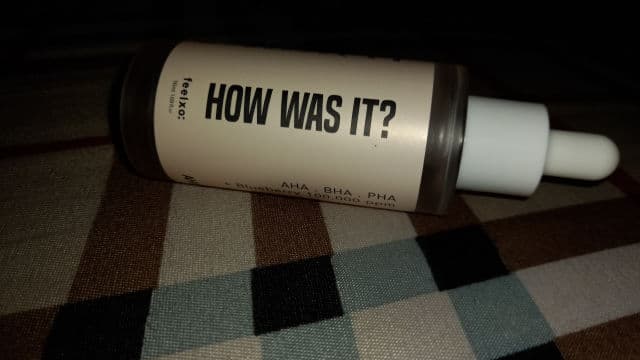 feelxo:
HOW WAS IT?
AHA . BHA . PHA
+ Blueberry 100,000 ppm